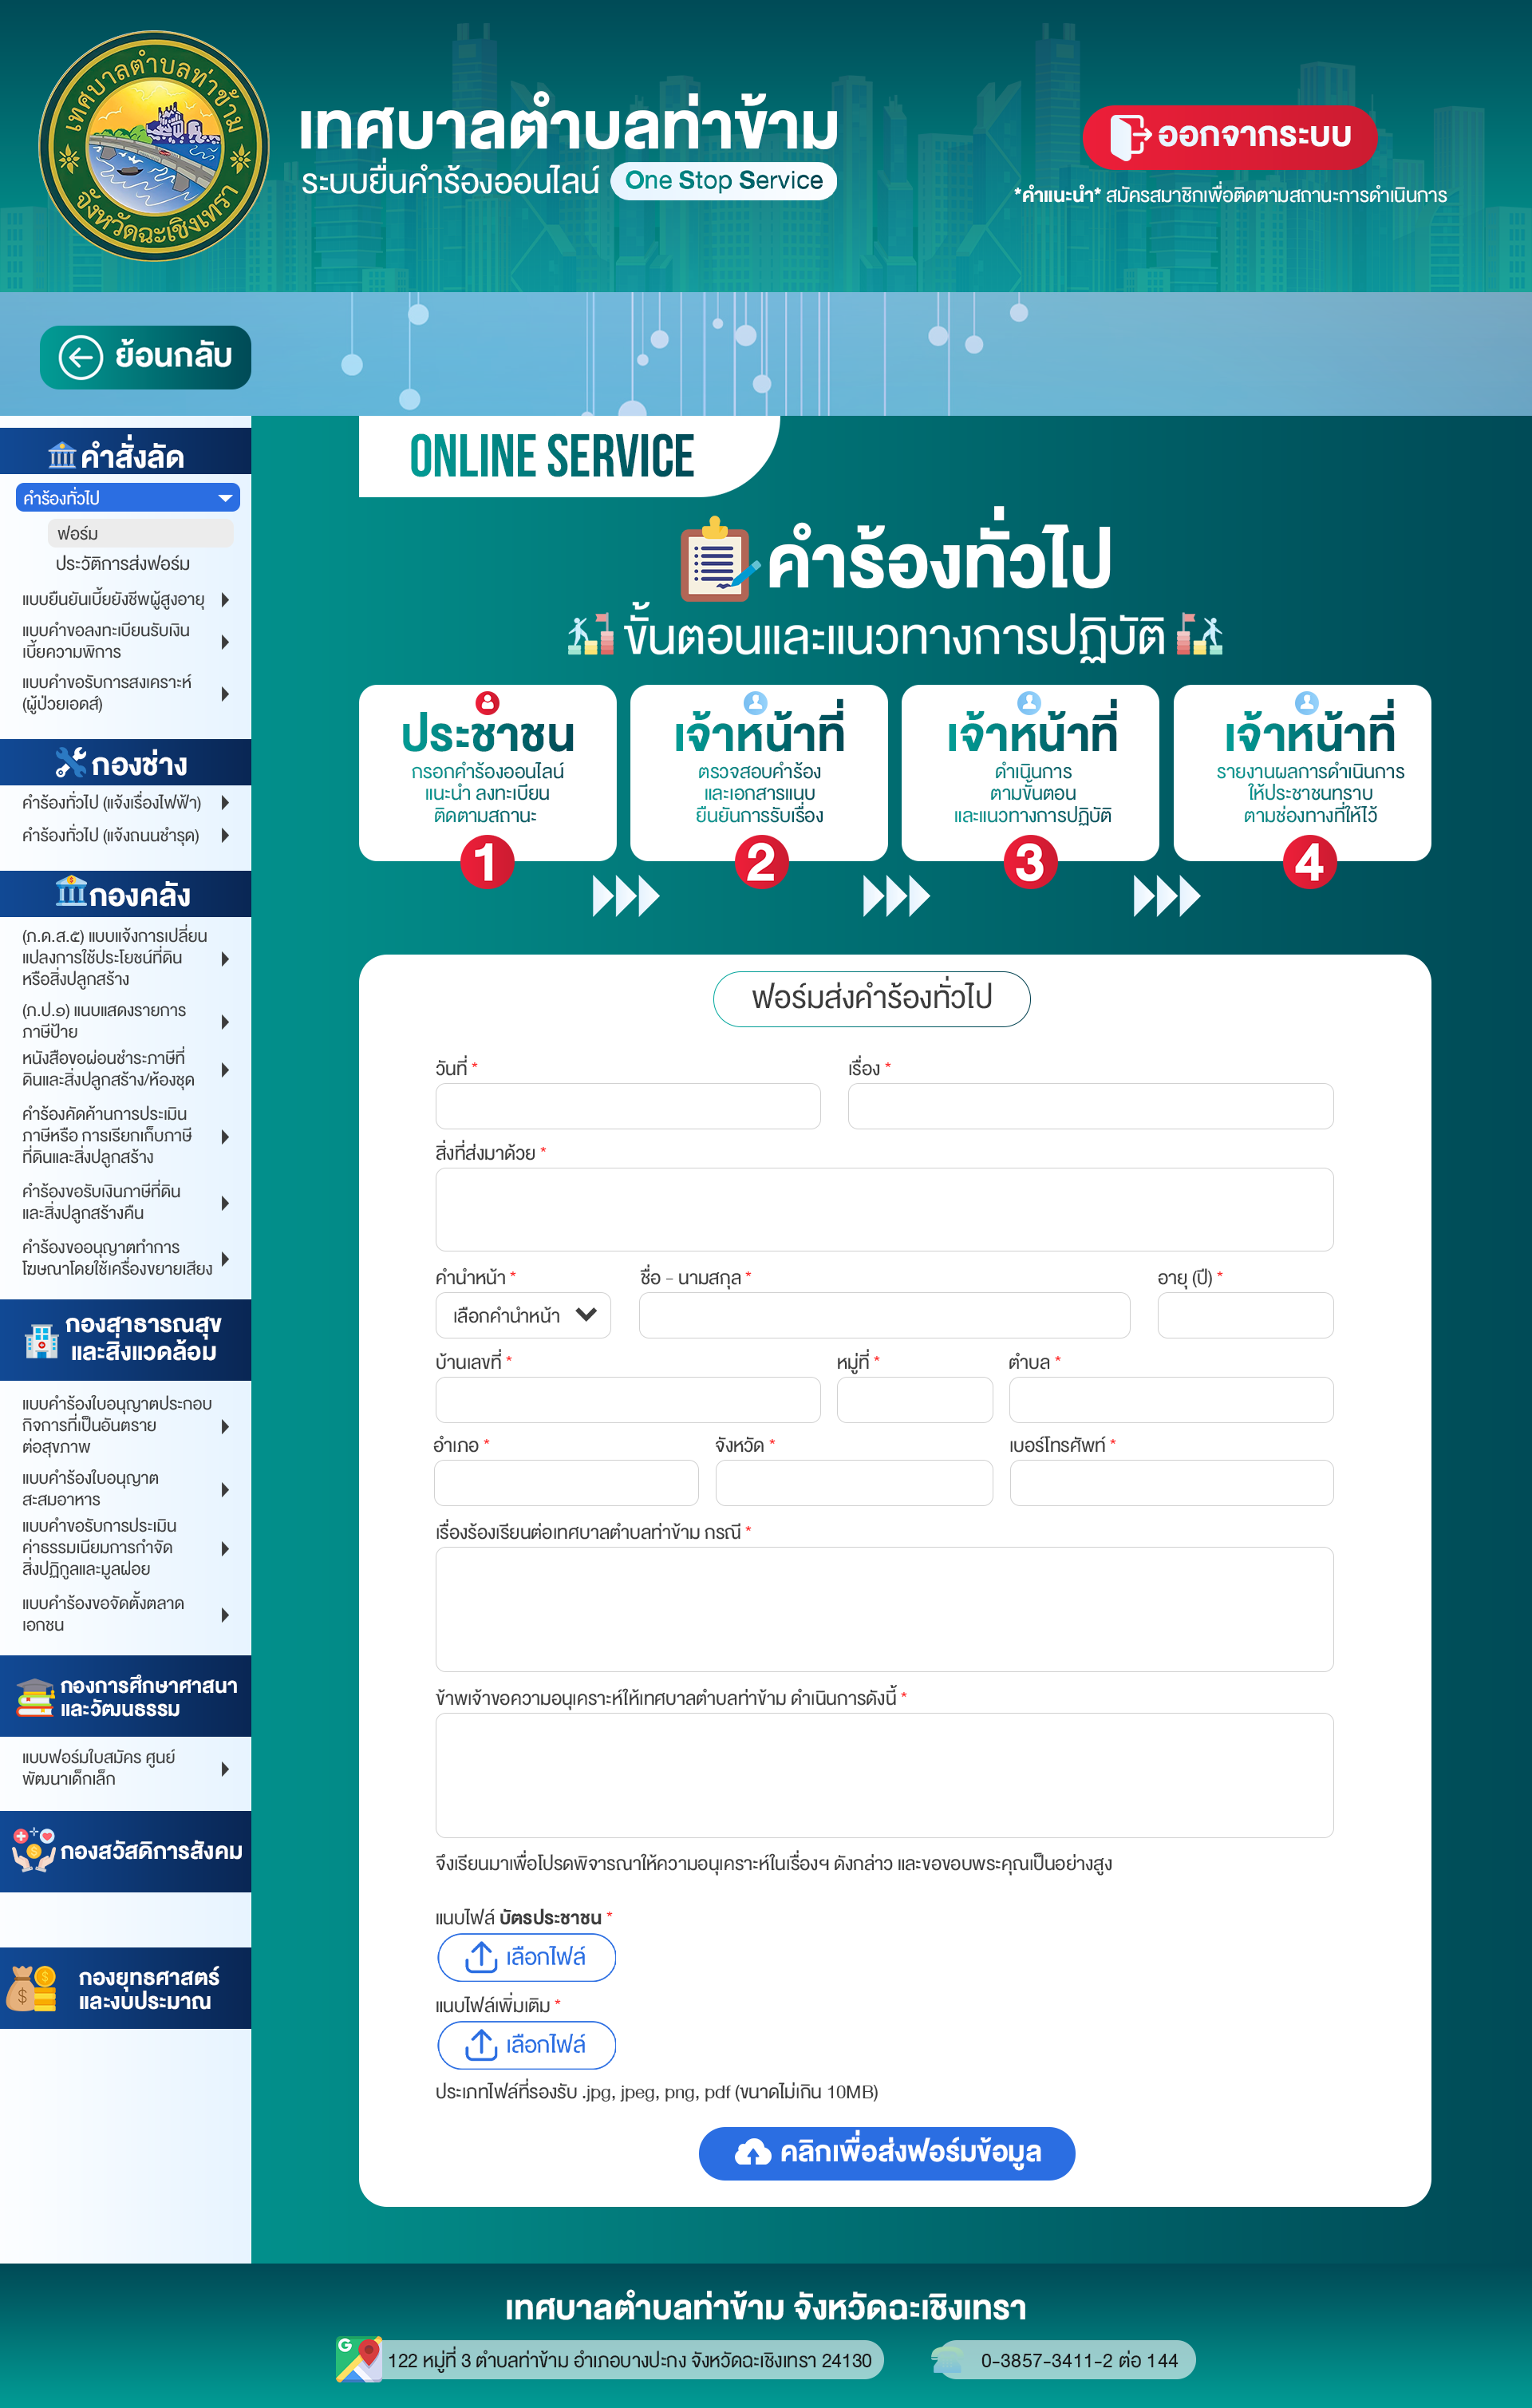 เทศบาลตำบลท่าข้าม
จังหวัดฉะเชิงเทรา
เทศบาลตำบลท่าข้าม
ระบบยื่นคำร้องออนไลน์ One Stop Service
ออกจากระบบ
*คำแนะนำ* สมัครสมาชิกเพื่อติดตามสถานะการดำเนินการ
ย้อนกลับ
คำสั่งลัด
คำร้องทั่วไป
ฟอร์ม
ประวัติการส่งฟอร์ม
แบบยืนยันเบี้ยยังชีพผู้สูงอายุ
แบบคำขอลงทะเบียนรับเงิน
เบี้ยความพิการ
แบบคำขอรับการสงเคราะห์
(ผู้ป่วยเอดส์)
กองช่าง
คำร้องทั่วไป (แจ้งเรื่องไฟฟ้า)
คำร้องทั่วไป (แจ้งถนนชำรุด)
กองคลัง
(ภ.ด.ส.๕) แบบแจ้งการเปลี่ยน
แปลงการใช้ประโยชน์ที่ดิน
หรือสิ่งปลูกสร้าง
(ภ.ป.๑) แนบแสดงรายการ
ภาษีป้าย
หนังสือขอผ่อนชำระภาษีที่
ดินและสิ่งปลูกสร้าง/ห้องชุด
คำร้องคัดค้านการประเมิน
ภาษีหรือ การเรียกเก็บภาษี
ที่ดินและสิ่งปลูกสร้าง
คำร้องขอรับเงินภาษีที่ดิน
และสิ่งปลูกสร้างคืน
คำร้องขออนุญาตทำการ
โฆษณาโดยใช้เครื่องขยายเสียง
กองสาธารณสุข
และสิ่งแวดล้อม
แบบคำร้องใบอนุญาตประกอบ
กิจการที่เป็นอันตราย
ต่อสุขภาพ
แบบคำร้องใบอนุญาต
สะสมอาหาร
แบบคำขอรับการประเมิน
ค่าธรรมเนียมการกำจัด
สิ่งปฏิกูลและมูลฝอย
แบบคำร้องขอจัดตั้งตลาด
เอกชน
กองการศึกษาศาสนา
และวัฒนธรรม
แบบฟอร์มใบสมัคร ศูนย์
พัฒนาเด็กเล็ก
กองสวัสดิการสังคม
กองยุทธศาสตร์
และงบประมาณ
ONLINE SERVICE
คำร้องทั่วไป
ขั้นตอนและแนวทางการปฏิบัติ
ประชาชน
กรอกคำร้องออนไลน์
แนะนำ ลงทะเบียน
ติดตามสถานะ
1
เจ้าหน้าที่
ตรวจสอบคำร้อง
และเอกสารแนบ
ยืนยันการรับเรื่อง
2
เจ้าหน้าที่
ดำเนินการ
ตามขั้นตอน
และแนวทางการปฏิบัติ
3
เจ้าหน้าที่
รายงานผลการดำเนินการ
ให้ประชาชนทราบ
ตามช่องทางที่ให้ไว้
4
ฟอร์มส่งคำร้องทั่วไป
วันที่ * เรื่อง *
สิ่งที่ส่งมาด้วย *
คำนำหน้า * ชื่อ - นามสกุล * อายุ (ปี) *
เลือกคำนำหน้า
บ้านเลขที่ * หมู่ที่ * ตำบล *
อำเภอ * จังหวัด * เบอร์โทรศัพท์ *
เรื่องร้องเรียนต่อเทศบาลตำบลท่าข้าม กรณี *
ข้าพเจ้าขอความอนุเคราะห์ให้เทศบาลตำบลท่าข้าม ดำเนินการดังนี้ *
จึงเรียนมาเพื่อโปรดพิจารณาให้ความอนุเคราะห์ในเรื่องฯ ดังกล่าว และขอขอบพระคุณเป็นอย่างสูง
แนบไฟล์ บัตรประชาชน *
เลือกไฟล์
แนบไฟล์เพิ่มเติม *
เลือกไฟล์
ประเภทไฟล์ที่รองรับ .jpg, jpeg, png, pdf (ขนาดไม่เกิน 10MB)
คลิกเพื่อส่งฟอร์มข้อมูล
เทศบาลตำบลท่าข้าม จังหวัดฉะเชิงเทรา
G
122 หมู่ที่ 3 ตำบลท่าข้าม อำเภอบางปะกง จังหวัดฉะเชิงเทรา 24130
0-3857-3411-2 ต่อ 144